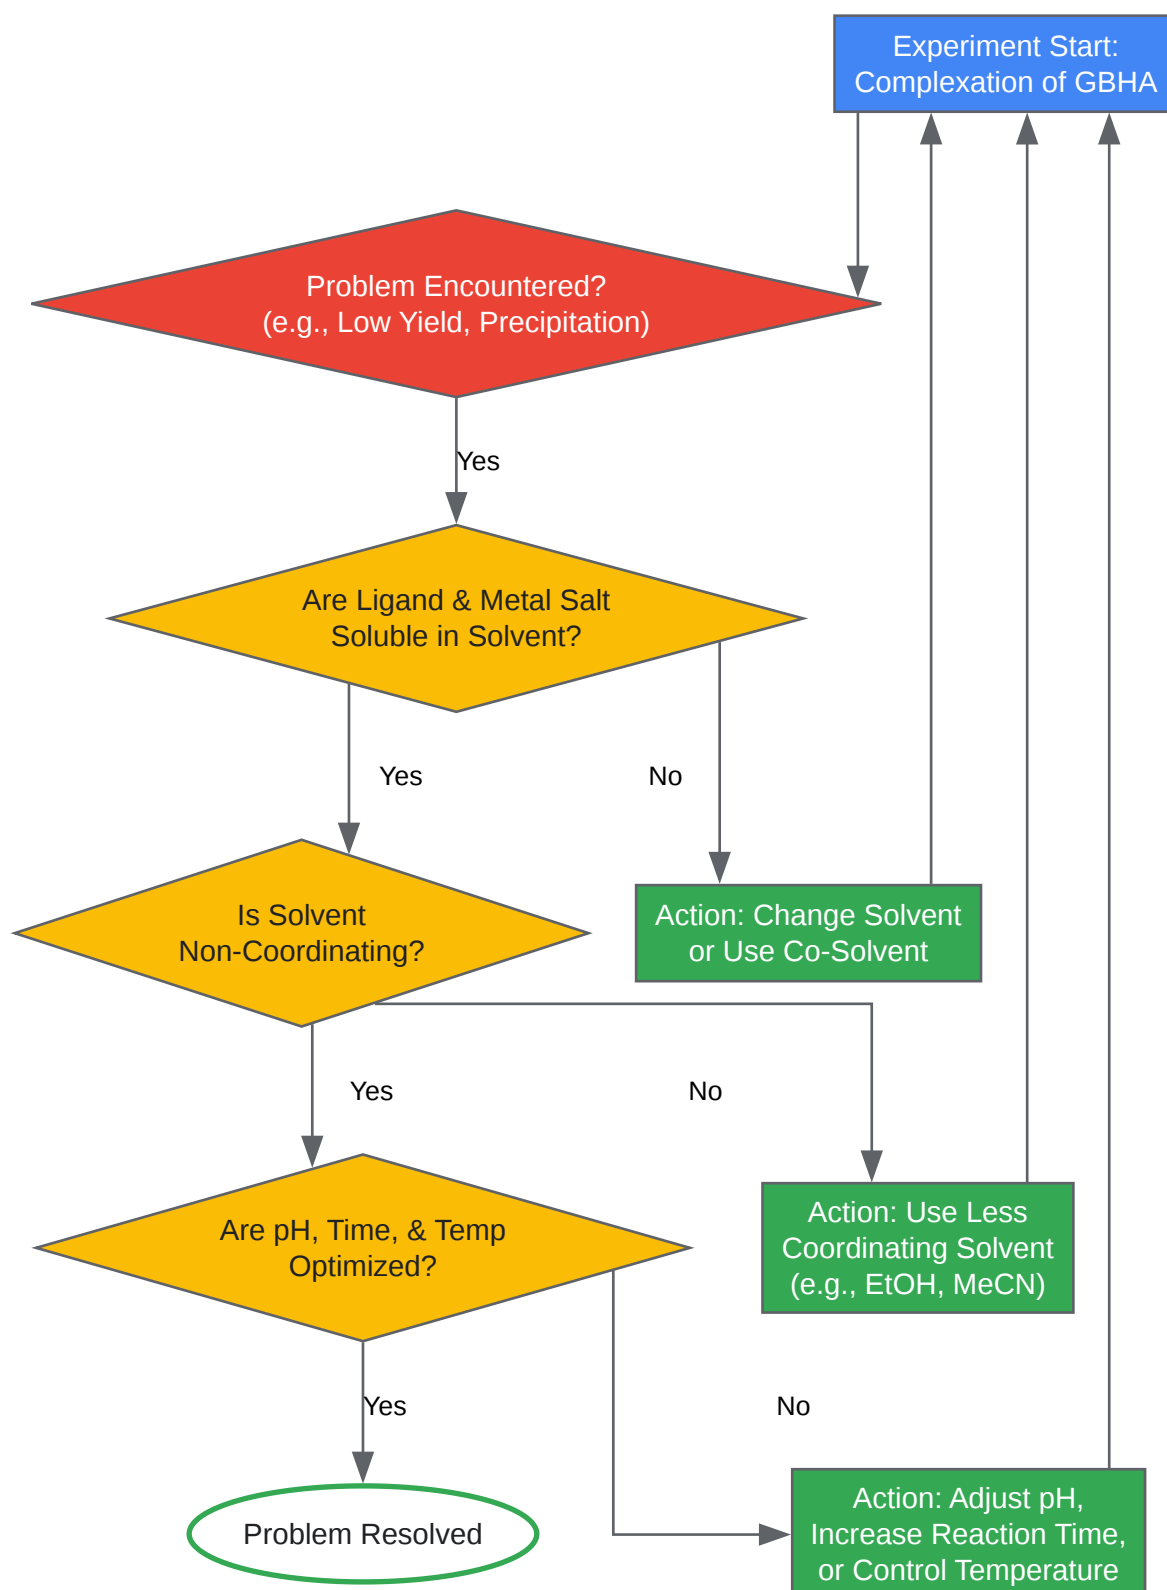 Experiment Start:
Complexation of GBHA
Problem Encountered?
(e.g., Low Yield, Precipitation)
Yes
Are Ligand & Metal Salt
Soluble in Solvent?
Yes
No
Is Solvent
Non-Coordinating?
Action: Change Solvent
or Use Co-Solvent
Yes
No
Are pH, Time, & Temp
Optimized?
Action: Use Less
Coordinating Solvent
(e.g., EtOH, MeCN)
Yes
No
Problem Resolved
Action: Adjust pH,
Increase Reaction Time,
or Control Temperature